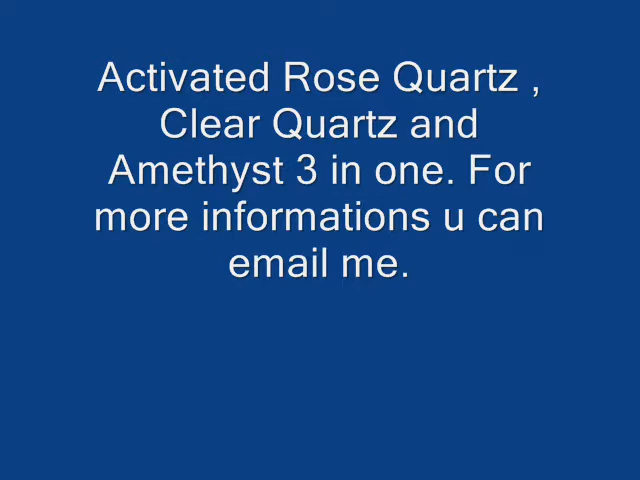 Activated Rose Quartz ,
Clear Quartz and
Amethyst 3 in one. For
more informations u can
email me.